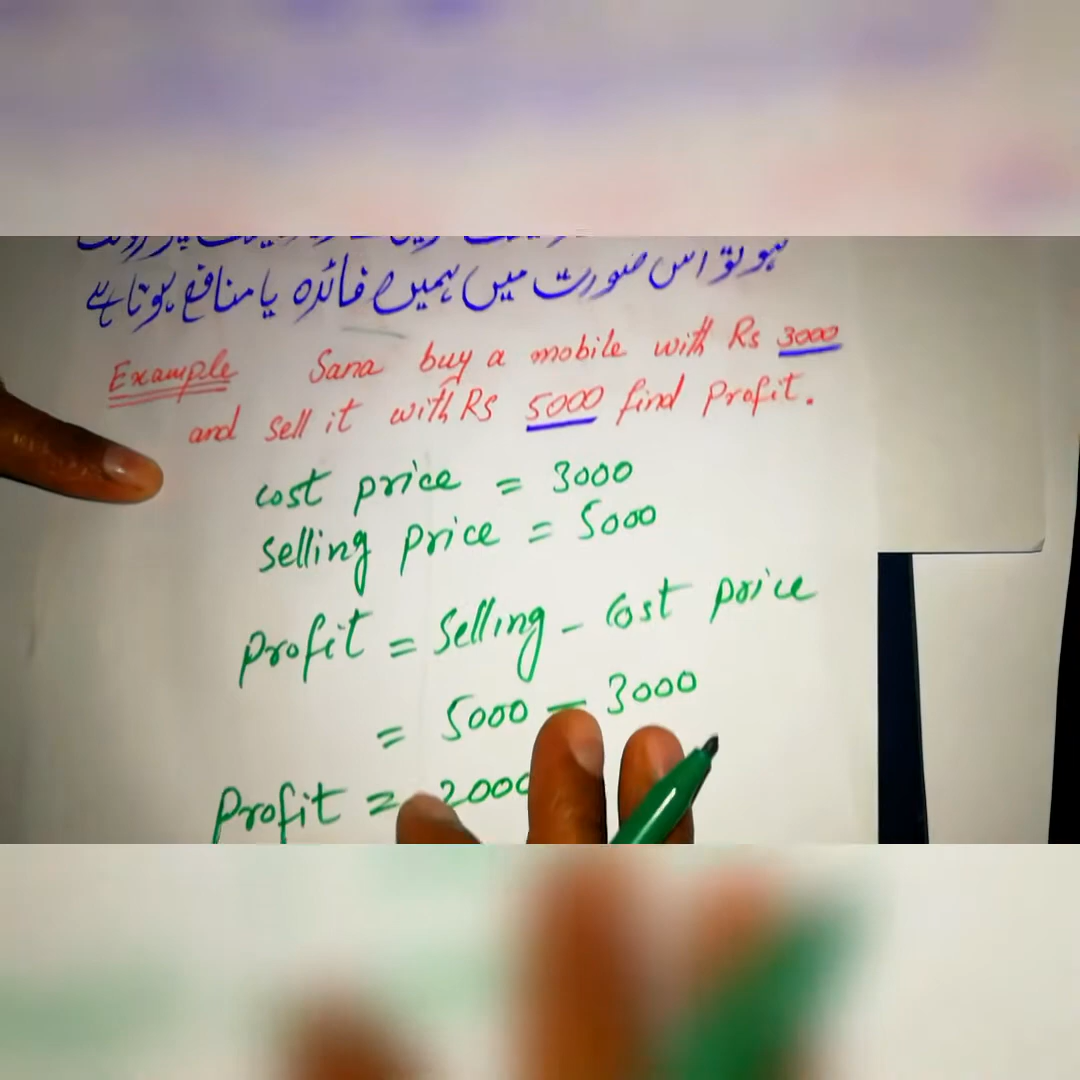 ہو تو اس صورت میں ہمیں فائدہ یا منافع ہوتا ہے
Example Sana buy a mobile with Rs 3000
and sell it with Rs 5000 find Profit.
Cost price = 3000
Selling price = 5000
Profit = Selling - Cost price
= 5000 - 3000
Profit = 2000